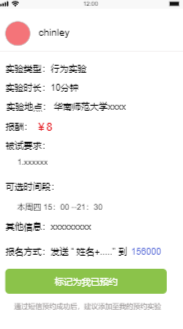 12:00
chinley
实验类型：行为实验
实验时长：10分钟
实验地点： 华南师范大学xxxx
报酬： ￥8
被试要求：
1.xxxxxx
可选时间段：
本周四 15：00 --21：30
其他信息：xxxxxxxxx
报名方式：发送 " 姓名+....." 到 156000
标记为我已预约
通过短信预约成功后，建议添加至我的预约实验